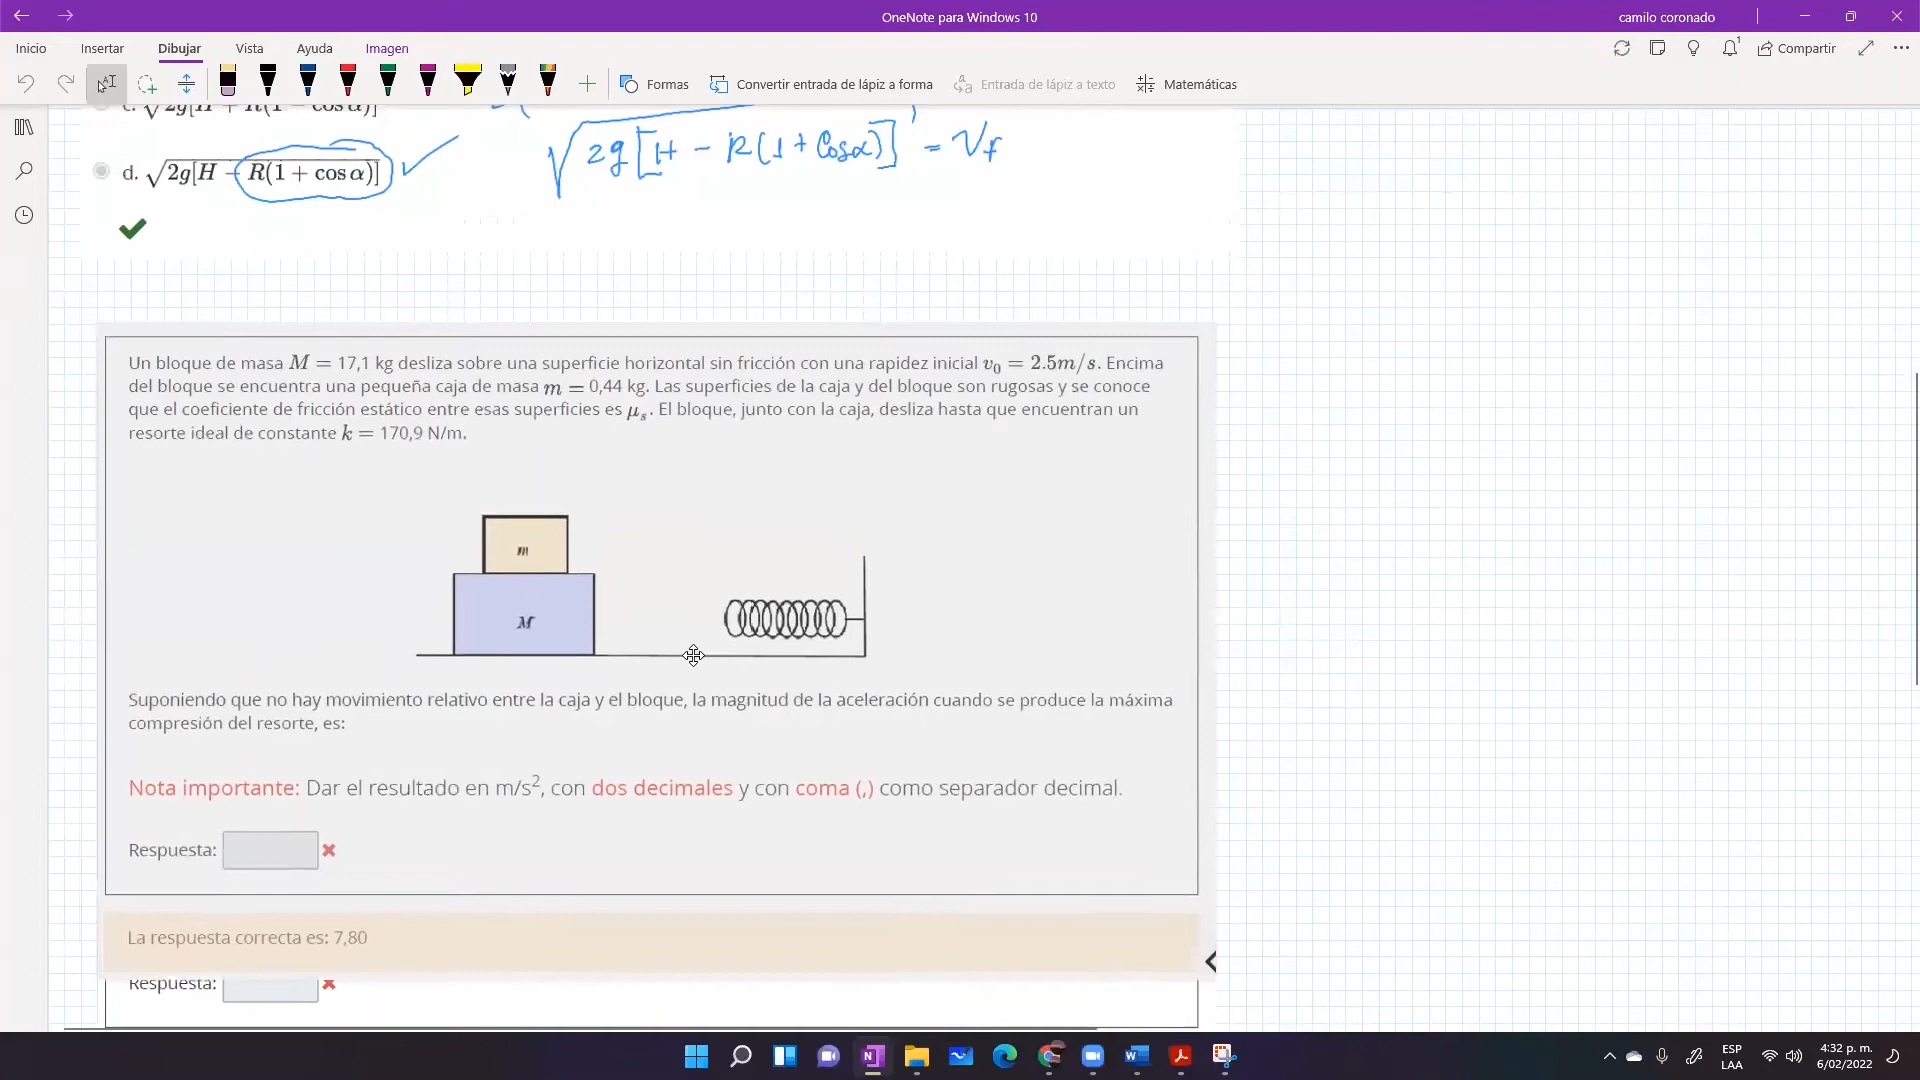 OneNote para Windows 10
camilo coronado
Inicio Insertar Dibujar Vista Ayuda Imagen
Compartir
Formas Convertir entrada de lápiz a forma Entrada de lápiz a texto Matemáticas
c. √2g[H + R(1 − cos α)]
d. √2g[H − R(1 + cos α)]
√2g[H − R(1 + Cosα)] = Vf
Un bloque de masa M = 17,1 kg desliza sobre una superficie horizontal sin fricción con una rapidez inicial v₀ = 2.5m/s. Encima
del bloque se encuentra una pequeña caja de masa m = 0,44 kg. Las superficies de la caja y del bloque son rugosas y se conoce
que el coeficiente de fricción estático entre esas superficies es μₛ. El bloque, junto con la caja, desliza hasta que encuentran un
resorte ideal de constante k = 170,9 N/m.
m
M
Suponiendo que no hay movimiento relativo entre la caja y el bloque, la magnitud de la aceleración cuando se produce la máxima
compresión del resorte, es:
Nota importante: Dar el resultado en m/s², con dos decimales y con coma (,) como separador decimal.
Respuesta:
La respuesta correcta es: 7,80
Respuesta:
ESP
LAA
4:32 p. m.
6/02/2022